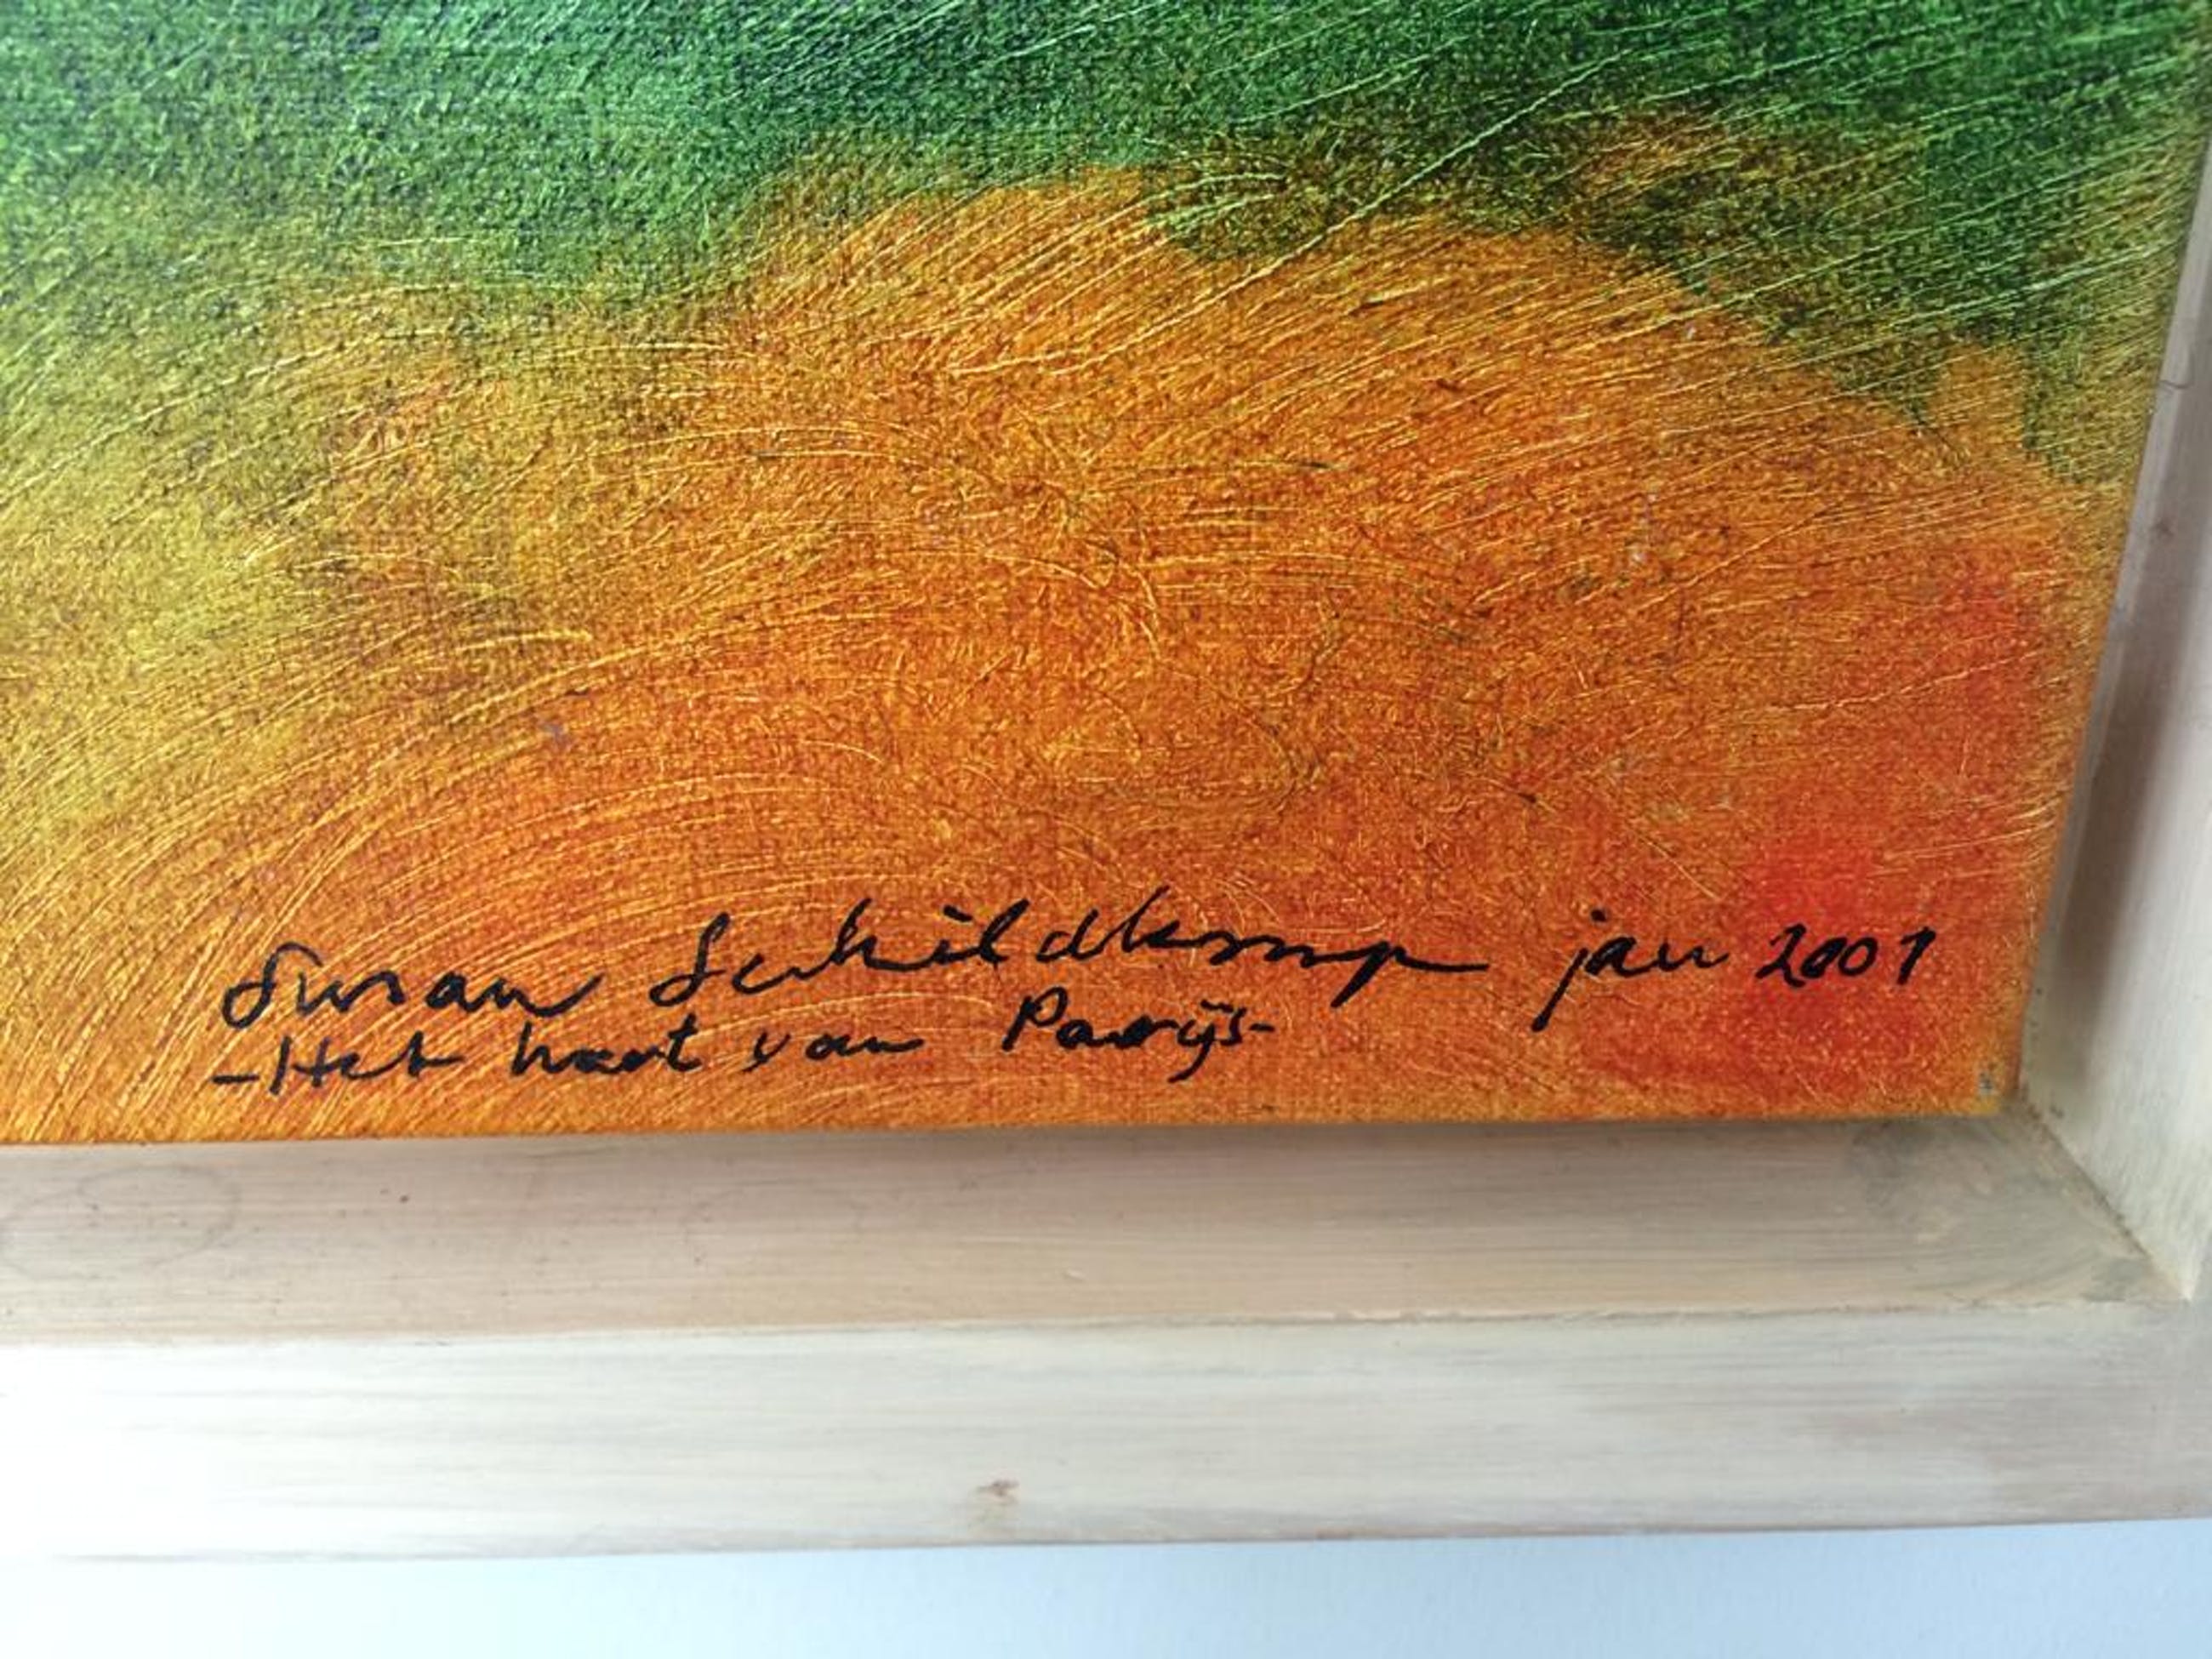 Susan Schildkamp jan 2001
-Het hart van Parijs-